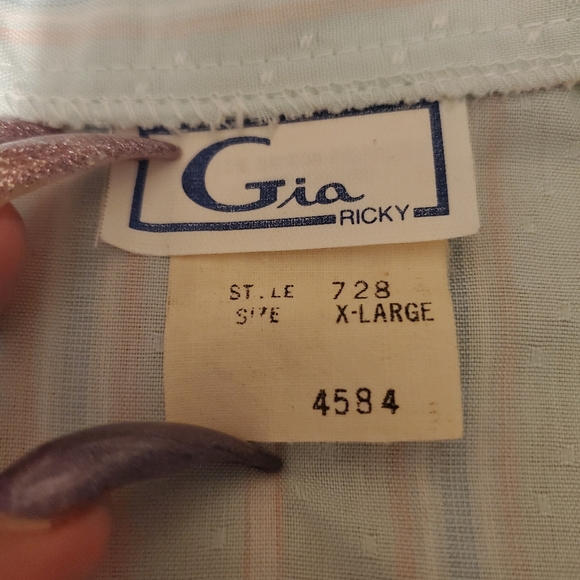 Gia
RICKY
ST.LE 728
SIZE X-LARGE
4584